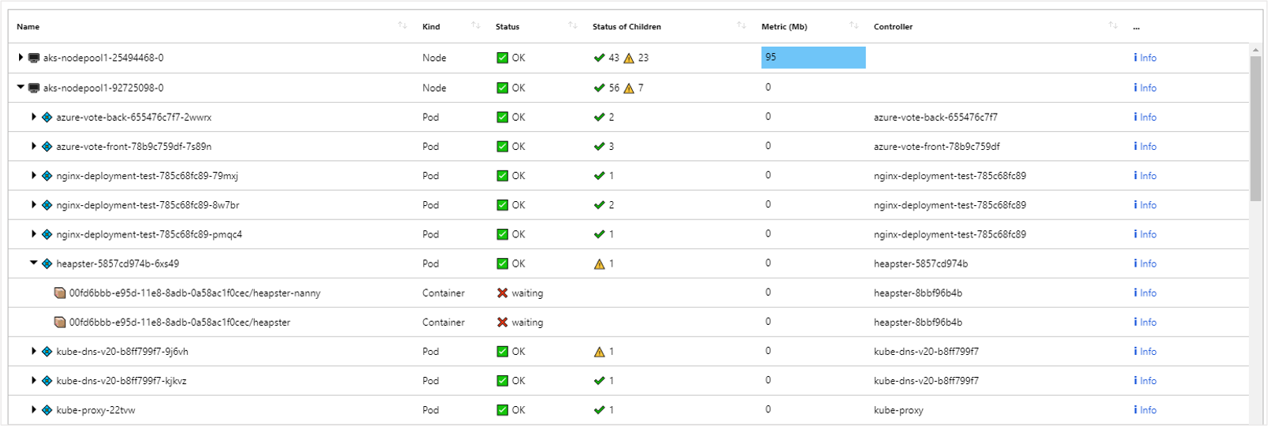 Name Kind Status Status of Children Metric (Mb) Controller ...
aks-nodepool1-25494468-0 Node OK 43 23 95 Info
aks-nodepool1-92725098-0 Node OK 56 7 0 Info
azure-vote-back-655476c7f7-2wwrx Pod OK 2 0 azure-vote-back-655476c7f7 Info
azure-vote-front-78b9c759df-7s89n Pod OK 3 0 azure-vote-front-78b9c759df Info
nginx-deployment-test-785c68fc89-79mxj Pod OK 1 0 nginx-deployment-test-785c68fc89 Info
nginx-deployment-test-785c68fc89-8w7br Pod OK 2 0 nginx-deployment-test-785c68fc89 Info
nginx-deployment-test-785c68fc89-pmqc4 Pod OK 1 0 nginx-deployment-test-785c68fc89 Info
heapster-5857cd974b-6xs49 Pod OK 1 0 heapster-5857cd974b Info
00fd6bbb-e95d-11e8-8adb-0a58ac1f0cec/heapster-nanny Container waiting 0 heapster-8bbf96b4b Info
00fd6bbb-e95d-11e8-8adb-0a58ac1f0cec/heapster Container waiting 0 heapster-8bbf96b4b Info
kube-dns-v20-b8ff799f7-9j6vh Pod OK 1 0 kube-dns-v20-b8ff799f7 Info
kube-dns-v20-b8ff799f7-kjkvz Pod OK 1 0 kube-dns-v20-b8ff799f7 Info
kube-proxy-22tvw Pod OK 1 0 kube-proxy Info